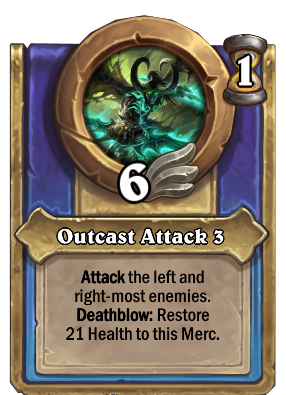 1
6
Outcast Attack 3
Attack the left and
right-most enemies.
Deathblow: Restore
21 Health to this Merc.